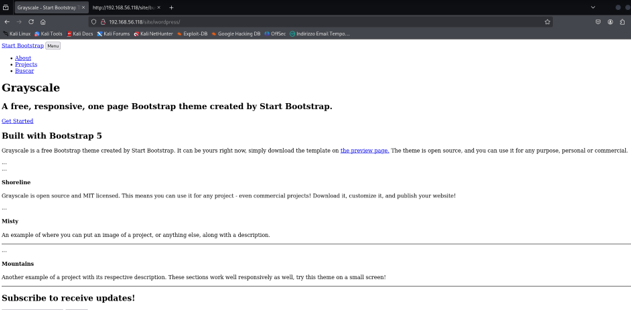 Grayscale - Start Bootstrap
http://192.168.56.118/site/
192.168.56.118/site/wordpress/
Kali Linux Kali Tools Kali Docs Kali Forums Kali NetHunter Exploit-DB Google Hacking DB OffSec Indirizzo Email Tempo...
Start Bootstrap Menu
About
Projects
Buscar
Grayscale
A free, responsive, one page Bootstrap theme created by Start Bootstrap.
Get Started
Built with Bootstrap 5
Grayscale is a free Bootstrap theme created by Start Bootstrap. It can be yours right now, simply download the template on the preview page. The theme is open source, and you can use it for any purpose, personal or commercial.
...
...
Shoreline
Grayscale is open source and MIT licensed. This means you can use it for any project - even commercial projects! Download it, customize it, and publish your website!
...
Misty
An example of where you can put an image of a project, or anything else, along with a description.
...
Mountains
Another example of a project with its respective description. These sections work well responsively as well, try this theme on a small screen!
Subscribe to receive updates!